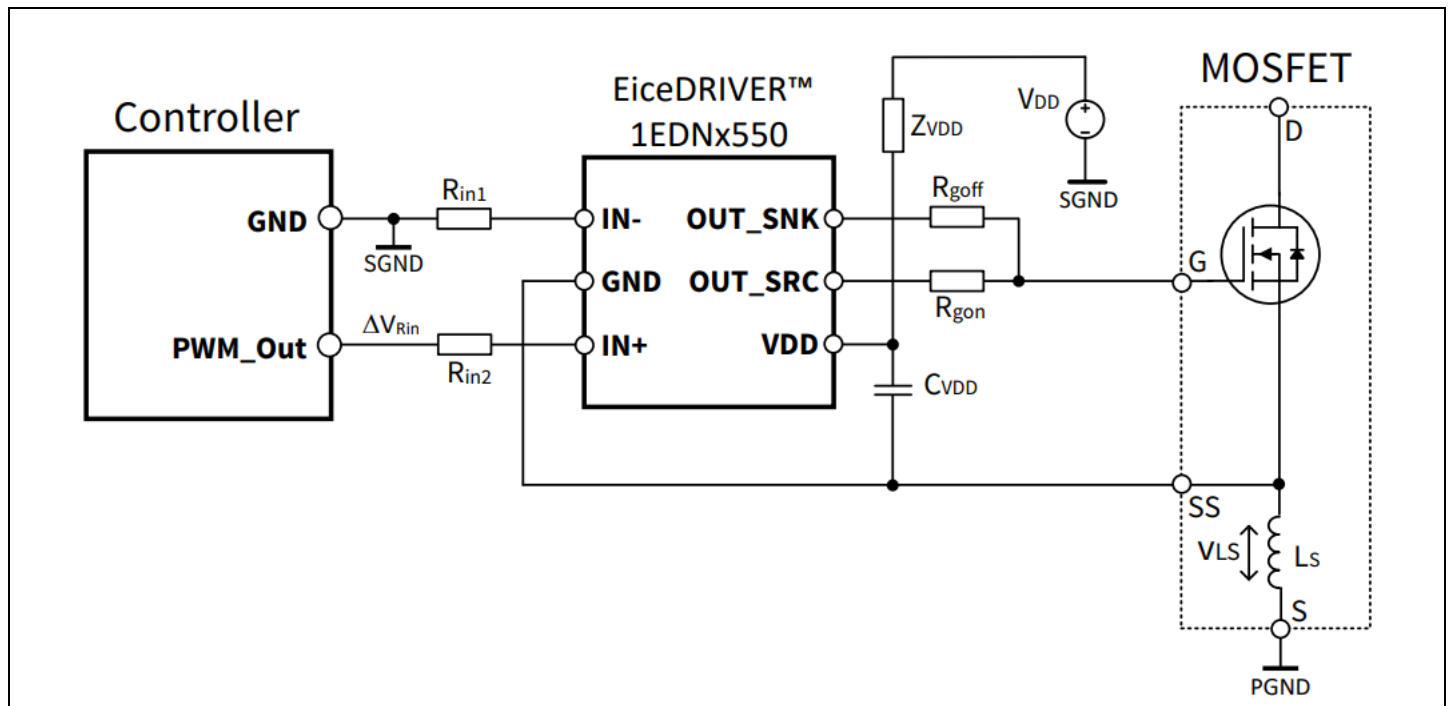 Controller
GND
PWM_Out
SGND
Rin1
ΔVRin
Rin2
EiceDRIVER™
1EDNx550
IN-
GND
IN+
OUT_SNK
OUT_SRC
VDD
ZVDD
VDD
+
-
SGND
Rgoff
Rgon
CVDD
MOSFET
D
G
SS
vLS
LS
S
PGND